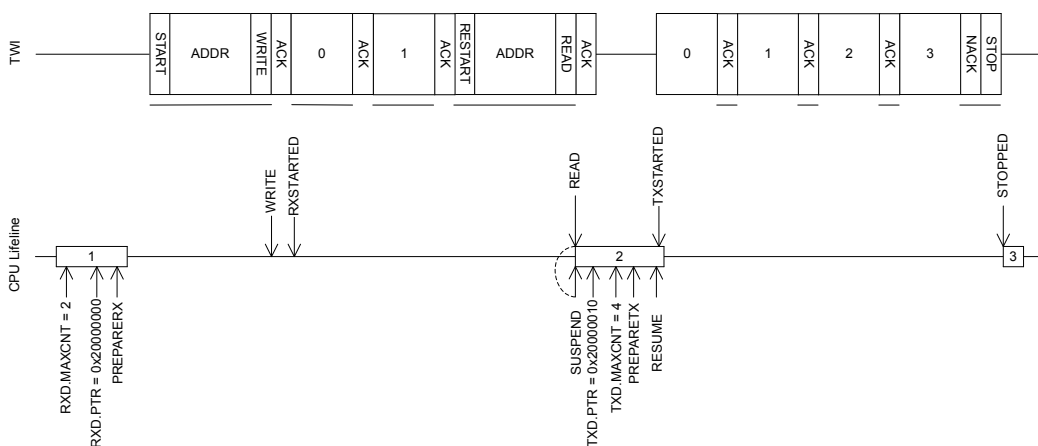 TWI
START
ADDR
WRITE
ACK
0
ACK
1
ACK
RESTART
ADDR
READ
ACK
0
ACK
1
ACK
2
ACK
3
NACK
STOP
CPU Lifeline
WRITE
RXSTARTED
READ
TXSTARTED
STOPPED
1
2
3
RXD.MAXCNT = 2
RXD.PTR = 0x20000000
PREPARERX
SUSPEND
TXD.PTR = 0x20000010
TXD.MAXCNT = 4
PREPARETX
RESUME